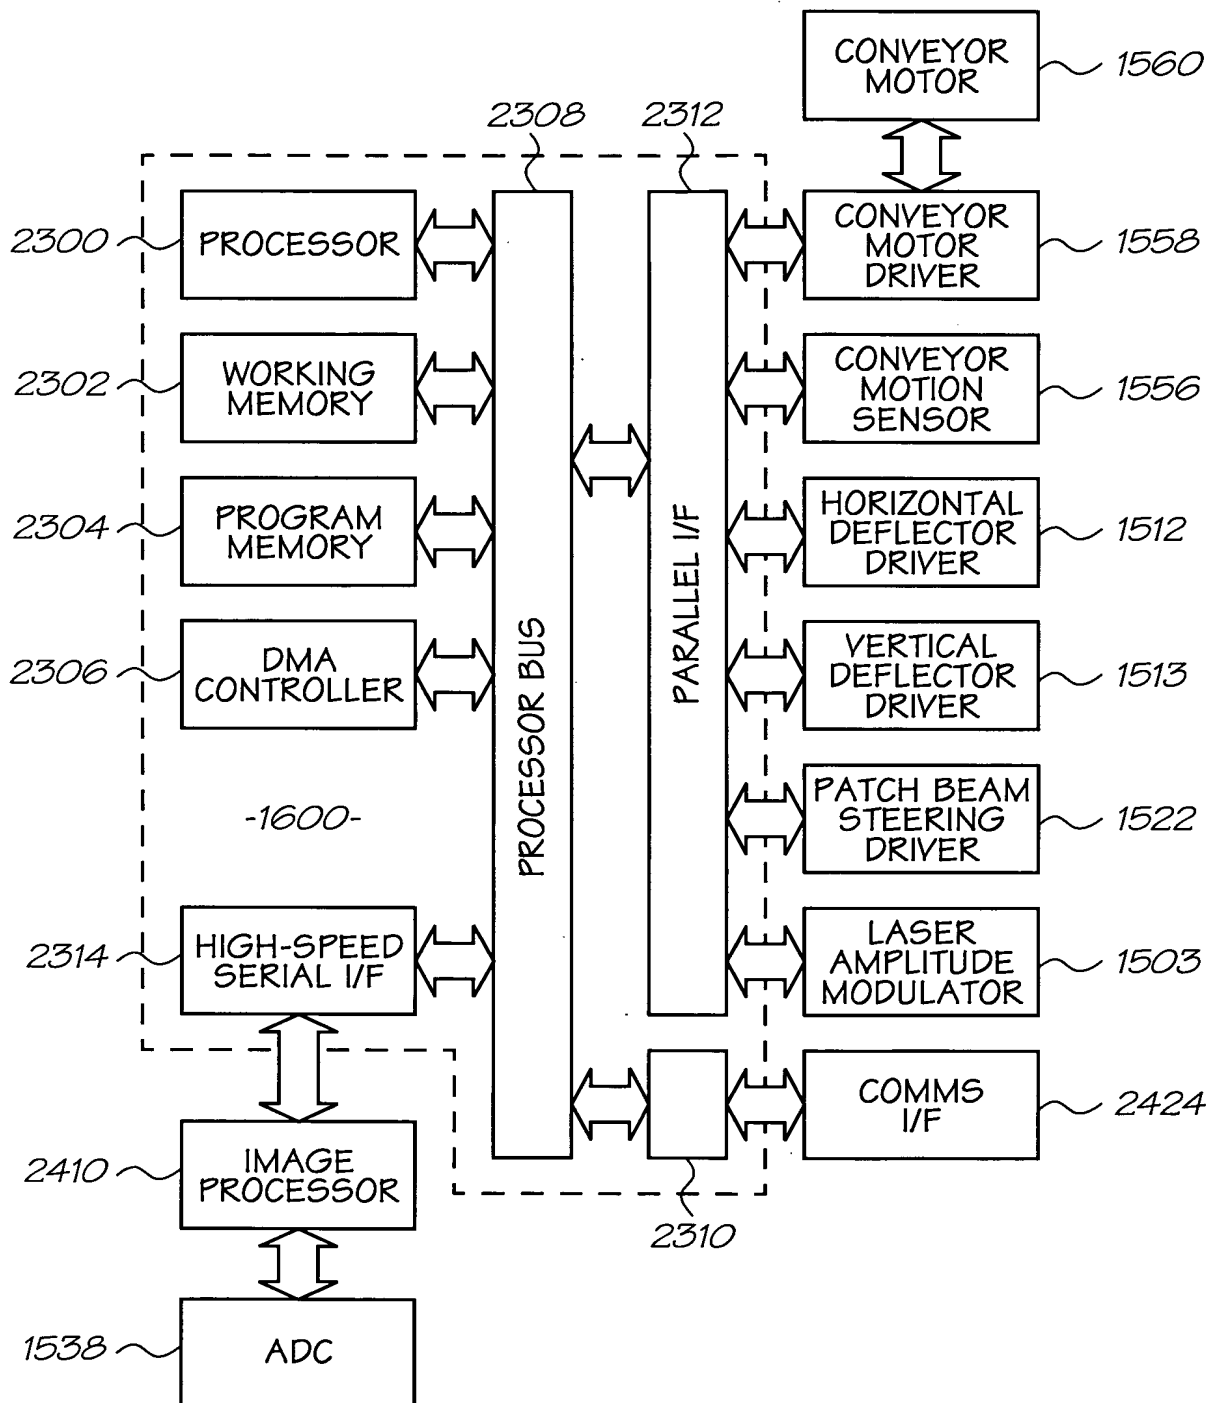 CONVEYOR
MOTOR
1560
2308
2312
2300
PROCESSOR
CONVEYOR
MOTOR
DRIVER
1558
2302
WORKING
MEMORY
CONVEYOR
MOTION
SENSOR
1556
2304
PROGRAM
MEMORY
HORIZONTAL
DEFLECTOR
DRIVER
1512
PROCESSOR BUS
PARALLEL I/F
2306
DMA
CONTROLLER
VERTICAL
DEFLECTOR
DRIVER
1513
-1600-
PATCH BEAM
STEERING
DRIVER
1522
2314
HIGH-SPEED
SERIAL I/F
LASER
AMPLITUDE
MODULATOR
1503
COMMS
I/F
2424
2410
IMAGE
PROCESSOR
2310
1538
ADC